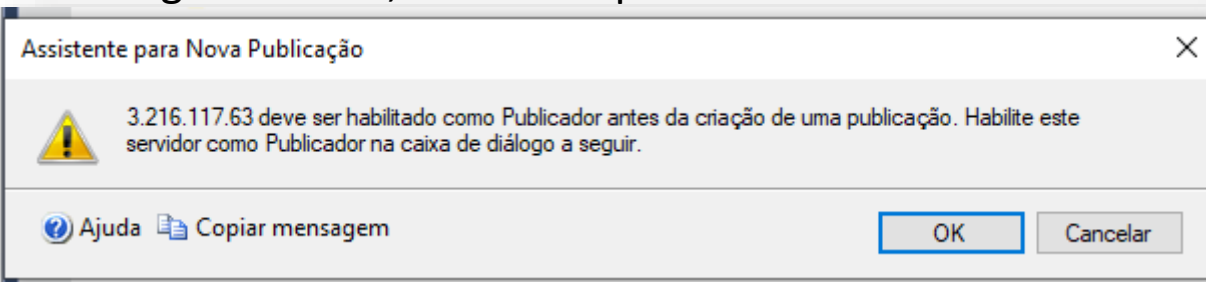 Assistente para Nova Publicação
3.216.117.63 deve ser habilitado como Publicador antes da criação de uma publicação. Habilite este
servidor como Publicador na caixa de diálogo a seguir.
Ajuda Copiar mensagem OK Cancelar